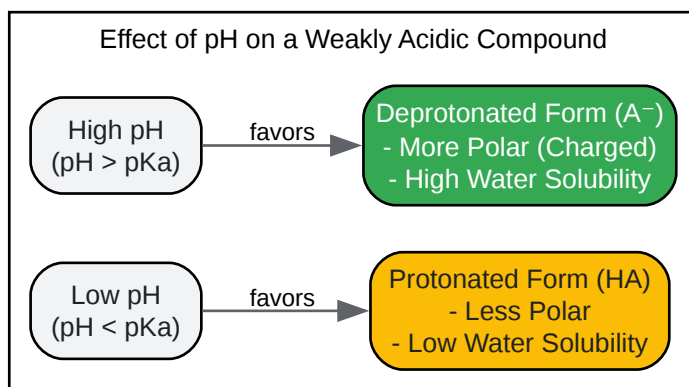 Effect of pH on a Weakly Acidic Compound
High pH
(pH > pKa)
favors
Deprotonated Form (A⁻)
- More Polar (Charged)
- High Water Solubility
Low pH
(pH < pKa)
favors
Protonated Form (HA)
- Less Polar
- Low Water Solubility